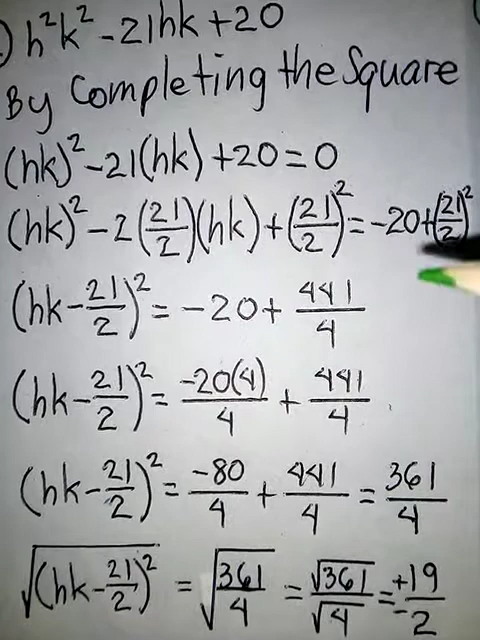 ) h²k² - 21hk + 20
By Completing the Square
(hk)² - 21(hk) + 20 = 0
(hk)² - 2(21/2)(hk) + (21/2)² = -20 + (21/2)²
(hk - 21/2)² = -20 + 441/4
(hk - 21/2)² = -20(4)/4 + 441/4
(hk - 21/2)² = -80/4 + 441/4 = 361/4
√(hk - 21/2)² = √361/4 = √361/√4 = ±19/2